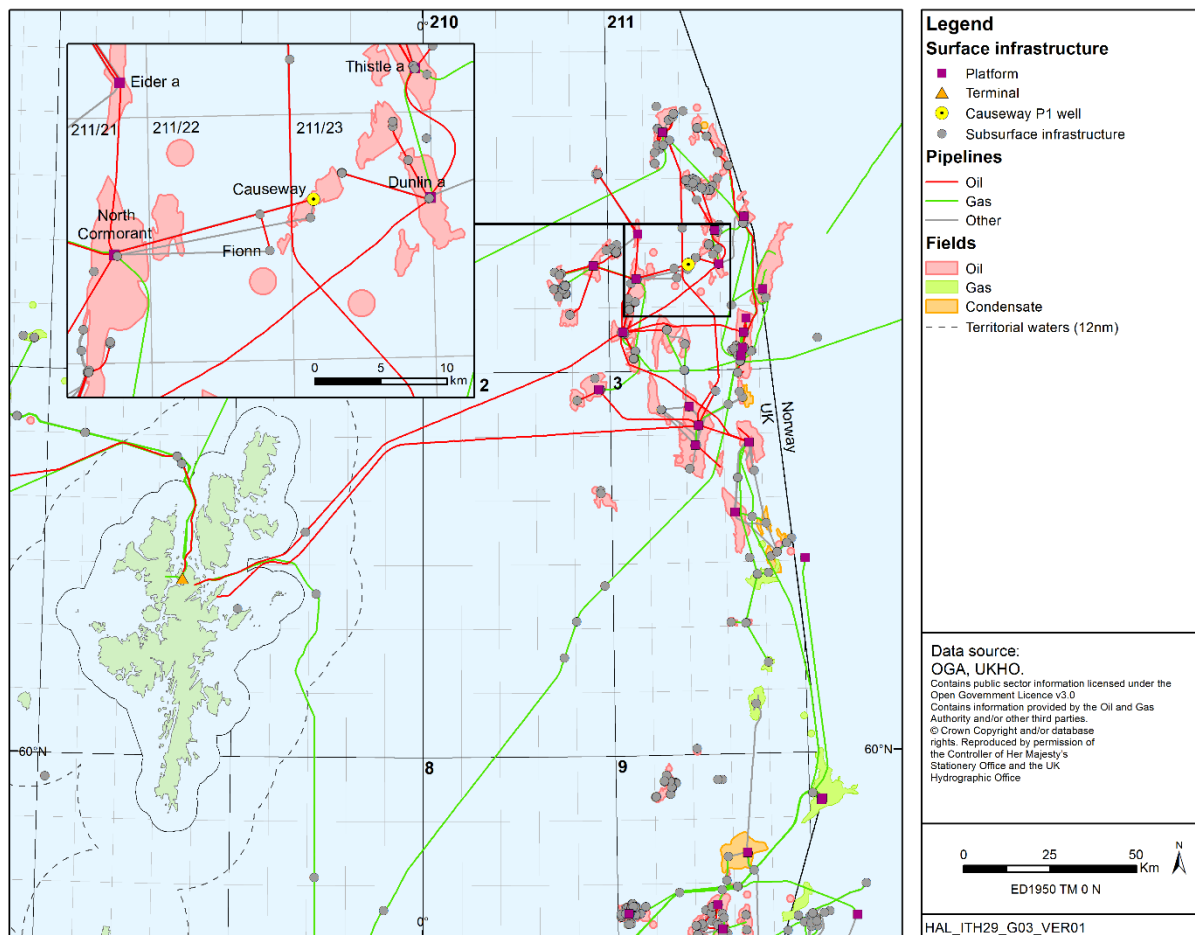 0°
210
211
Eider a
Thistle a
211/21
211/22
211/23
Causeway
Dunlin a
North
Cormorant
Fionn
0 5 10
km
2
3
Norway
UK
60°N
60°N
8
9
0°
Legend
Surface infrastructure
Platform
Terminal
Causeway P1 well
Subsurface infrastructure
Pipelines
Oil
Gas
Other
Fields
Oil
Gas
Condensate
Territorial waters (12nm)
Data source:
OGA, UKHO.
Contains public sector information licensed under the
Open Government Licence v3.0
Contains information provided by the Oil and Gas
Authority and/or other third parties.
© Crown Copyright and/or database
rights. Reproduced by permission of
the Controller of Her Majesty's
Stationery Office and the UK
Hydrographic Office
0 25 50
Km
N
ED1950 TM 0 N
HAL_ITH29_G03_VER01